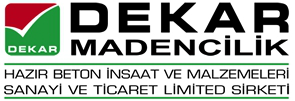 DEKAR
DEKAR
MADENCİLİK
HAZIR BETON İNSAAT VE MALZEMELERİ
SANAYİ VE TİCARET LİMİTED SİRKETİ